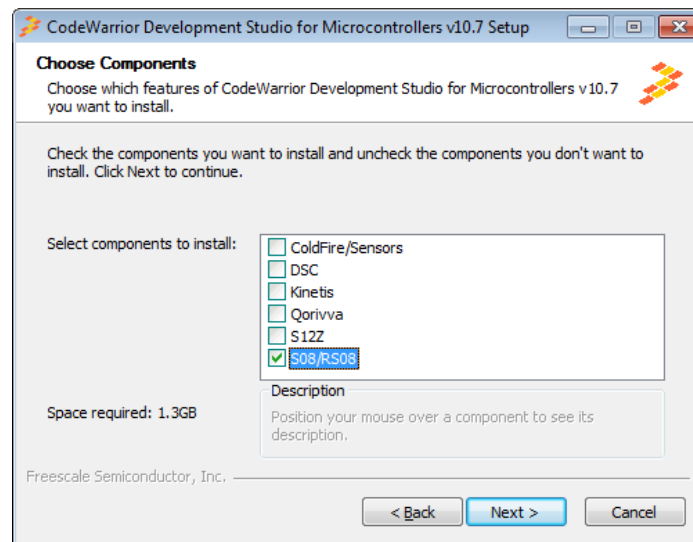 CodeWarrior Development Studio for Microcontrollers v10.7 Setup
Choose Components
Choose which features of CodeWarrior Development Studio for Microcontrollers v10.7
you want to install.
Check the components you want to install and uncheck the components you don't want to
install. Click Next to continue.
Select components to install:
ColdFire/Sensors
DSC
Kinetis
Qorivva
S12Z
S08/RS08
Space required: 1.3GB
Description
Position your mouse over a component to see its
description.
Freescale Semiconductor, Inc.
< Back
Next >
Cancel